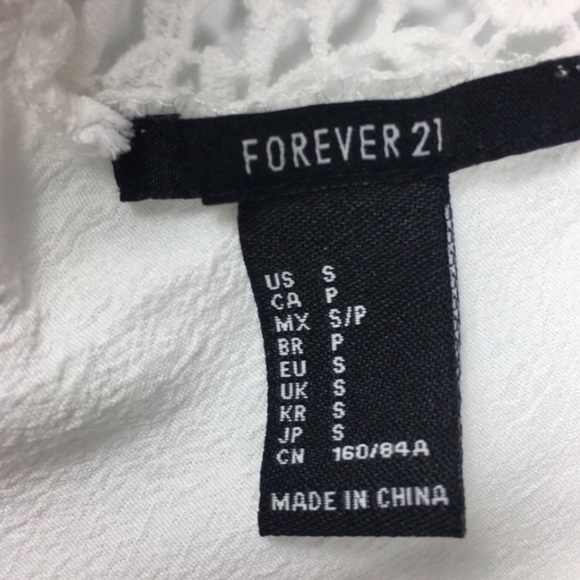 FOREVER 21
US S
CA P
MX S/P
BR P
EU S
UK S
KR S
JP S
CN 160/84A
MADE IN CHINA